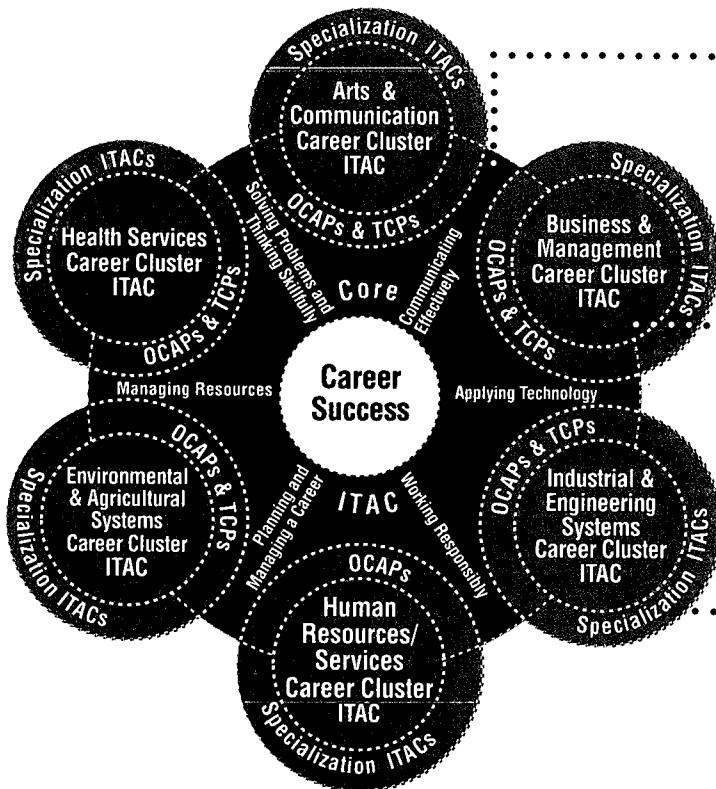 Specialization ITACs
Arts &
Communication
Career Cluster
ITAC
OCAPs & TCPs
Specialization ITACs
Health Services
Career Cluster
ITAC
OCAPs & TCPs
Specialization ITACs
Business &
Management
Career Cluster
ITAC
OCAPs & TCPs
Solving Problems and
Thinking Skillfully
Core
Communicating
Effectively
Managing Resources
Career
Success
Applying Technology
Planning and
Managing a Career
ITAC
Working Responsibly
OCAPs & TCPs
Environmental
& Agricultural
Systems
Career Cluster
ITAC
Specialization ITACs
OCAPs & TCPs
Industrial &
Engineering
Systems
Career Cluster
ITAC
Specialization ITACs
OCAPs
Human
Resources/
Services
Career Cluster
ITAC
Specialization ITACs